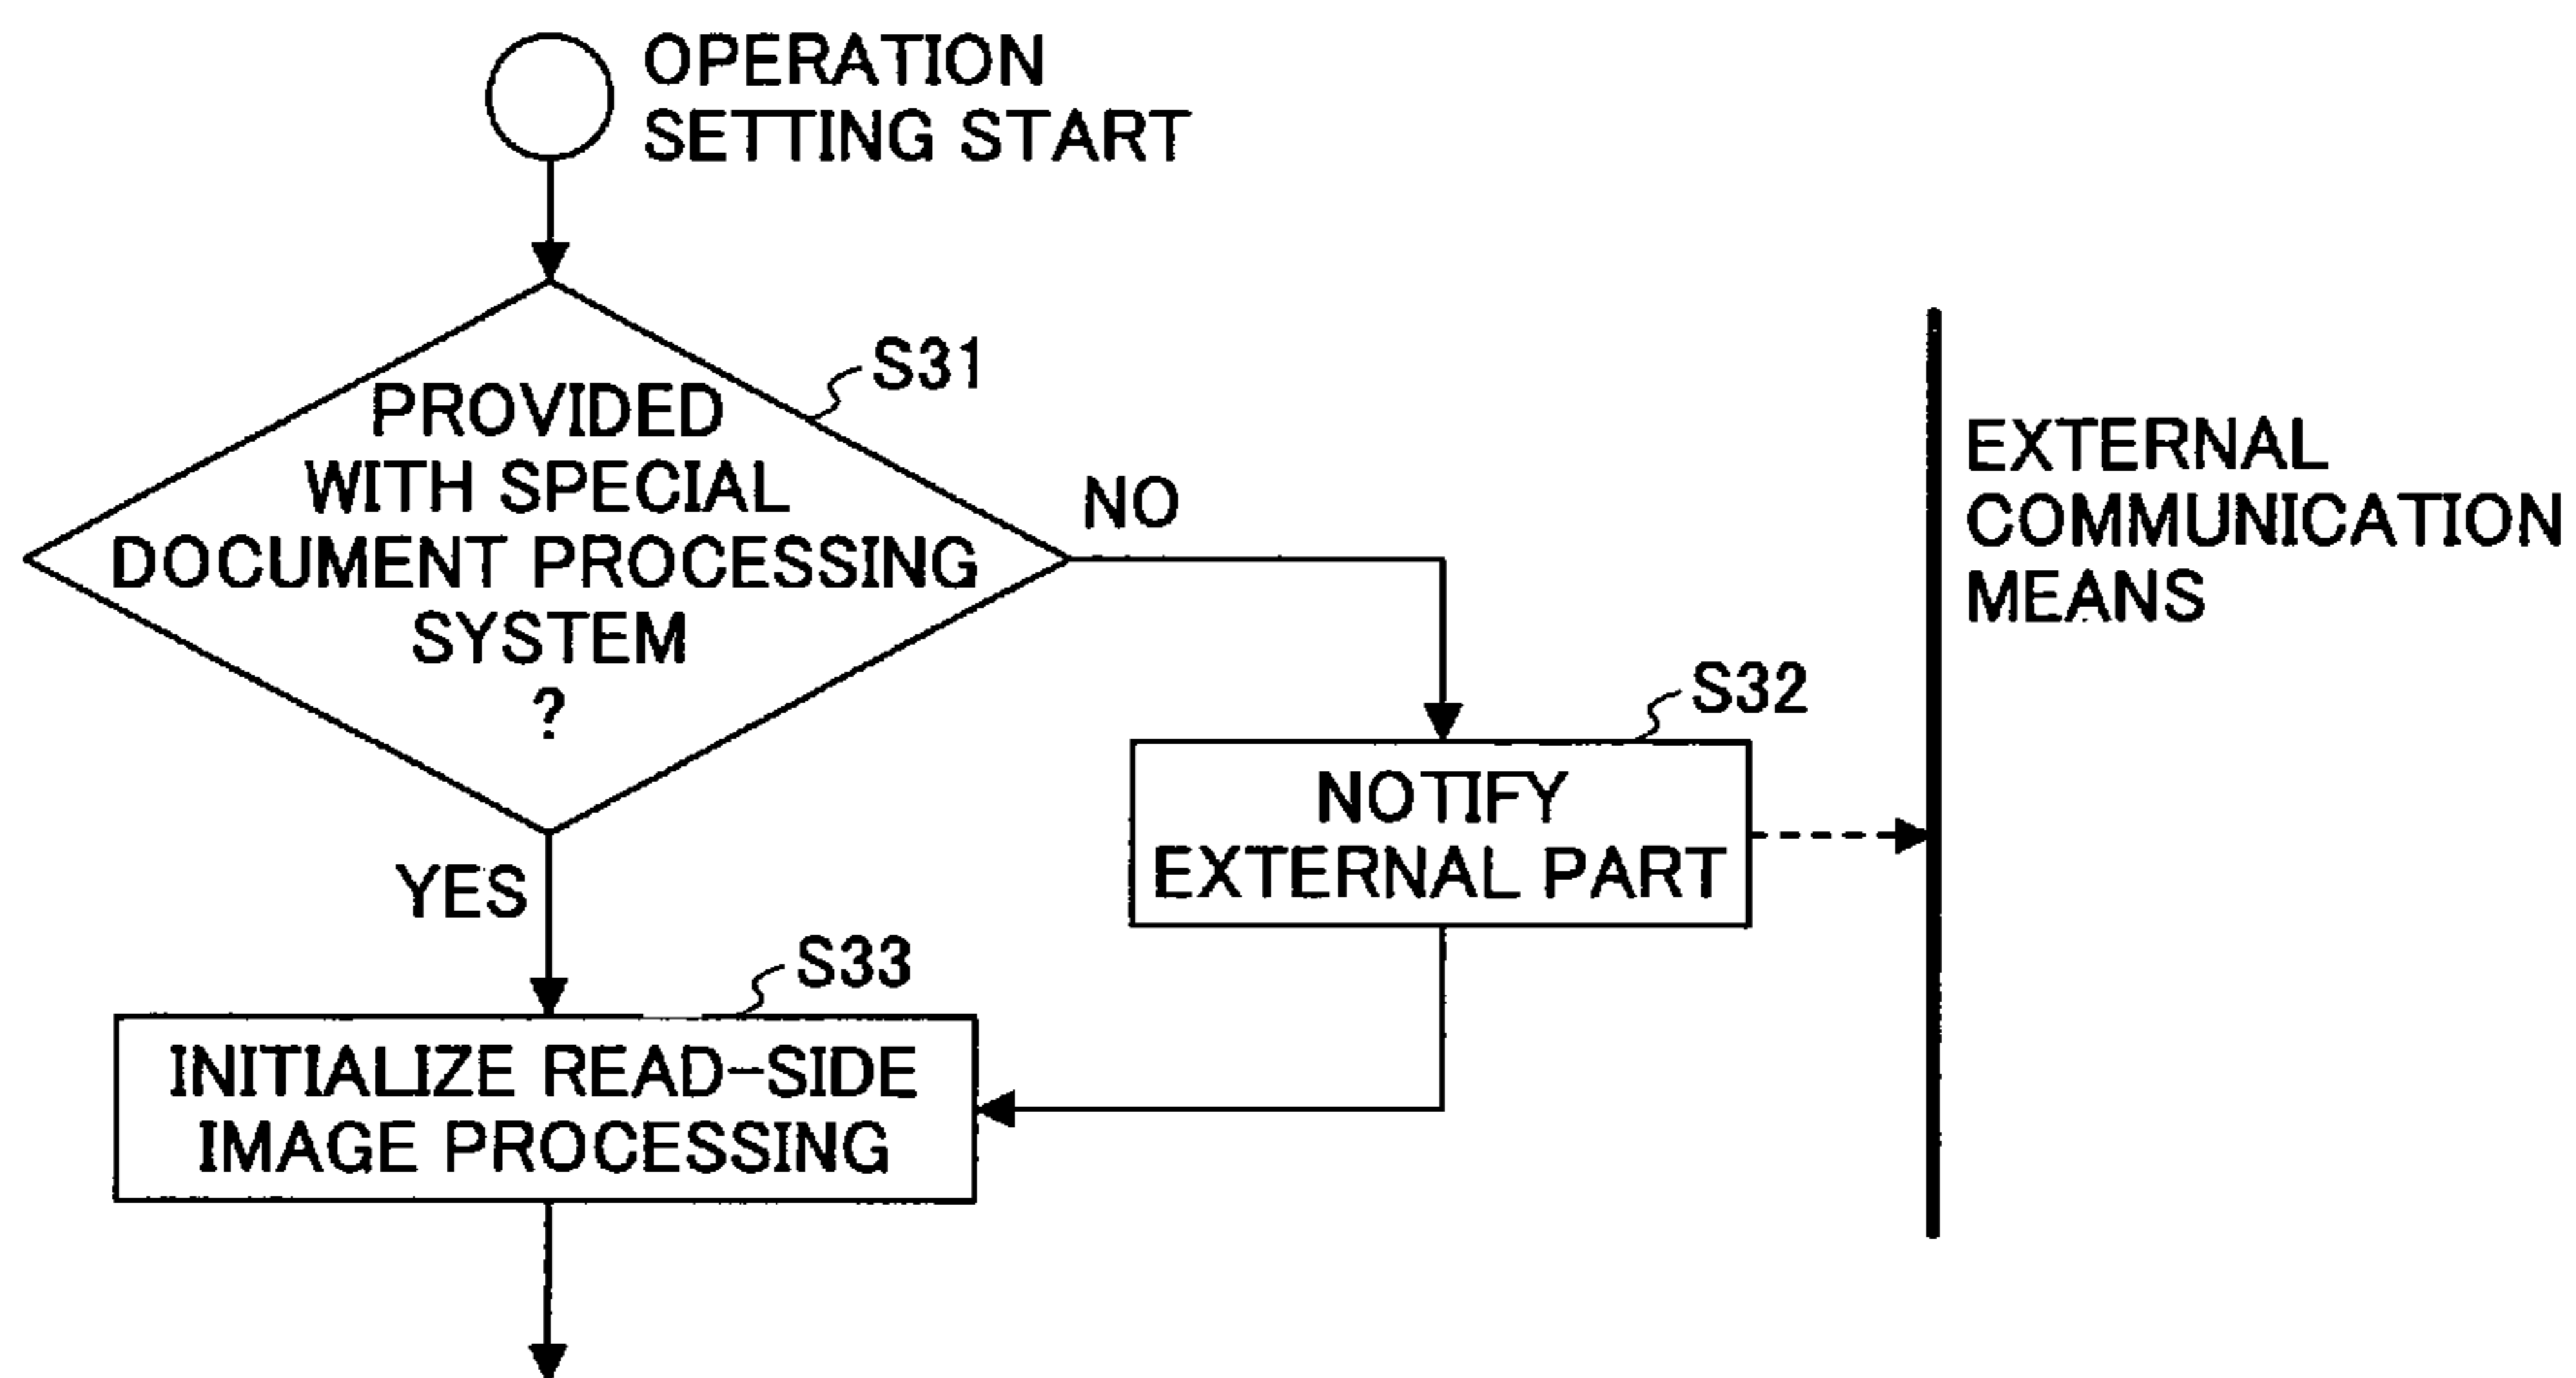 OPERATION
SETTING START
S31
PROVIDED
WITH SPECIAL
DOCUMENT PROCESSING
SYSTEM
?
NO
EXTERNAL
COMMUNICATION
MEANS
S32
NOTIFY
EXTERNAL PART
YES
S33
INITIALIZE READ-SIDE
IMAGE PROCESSING